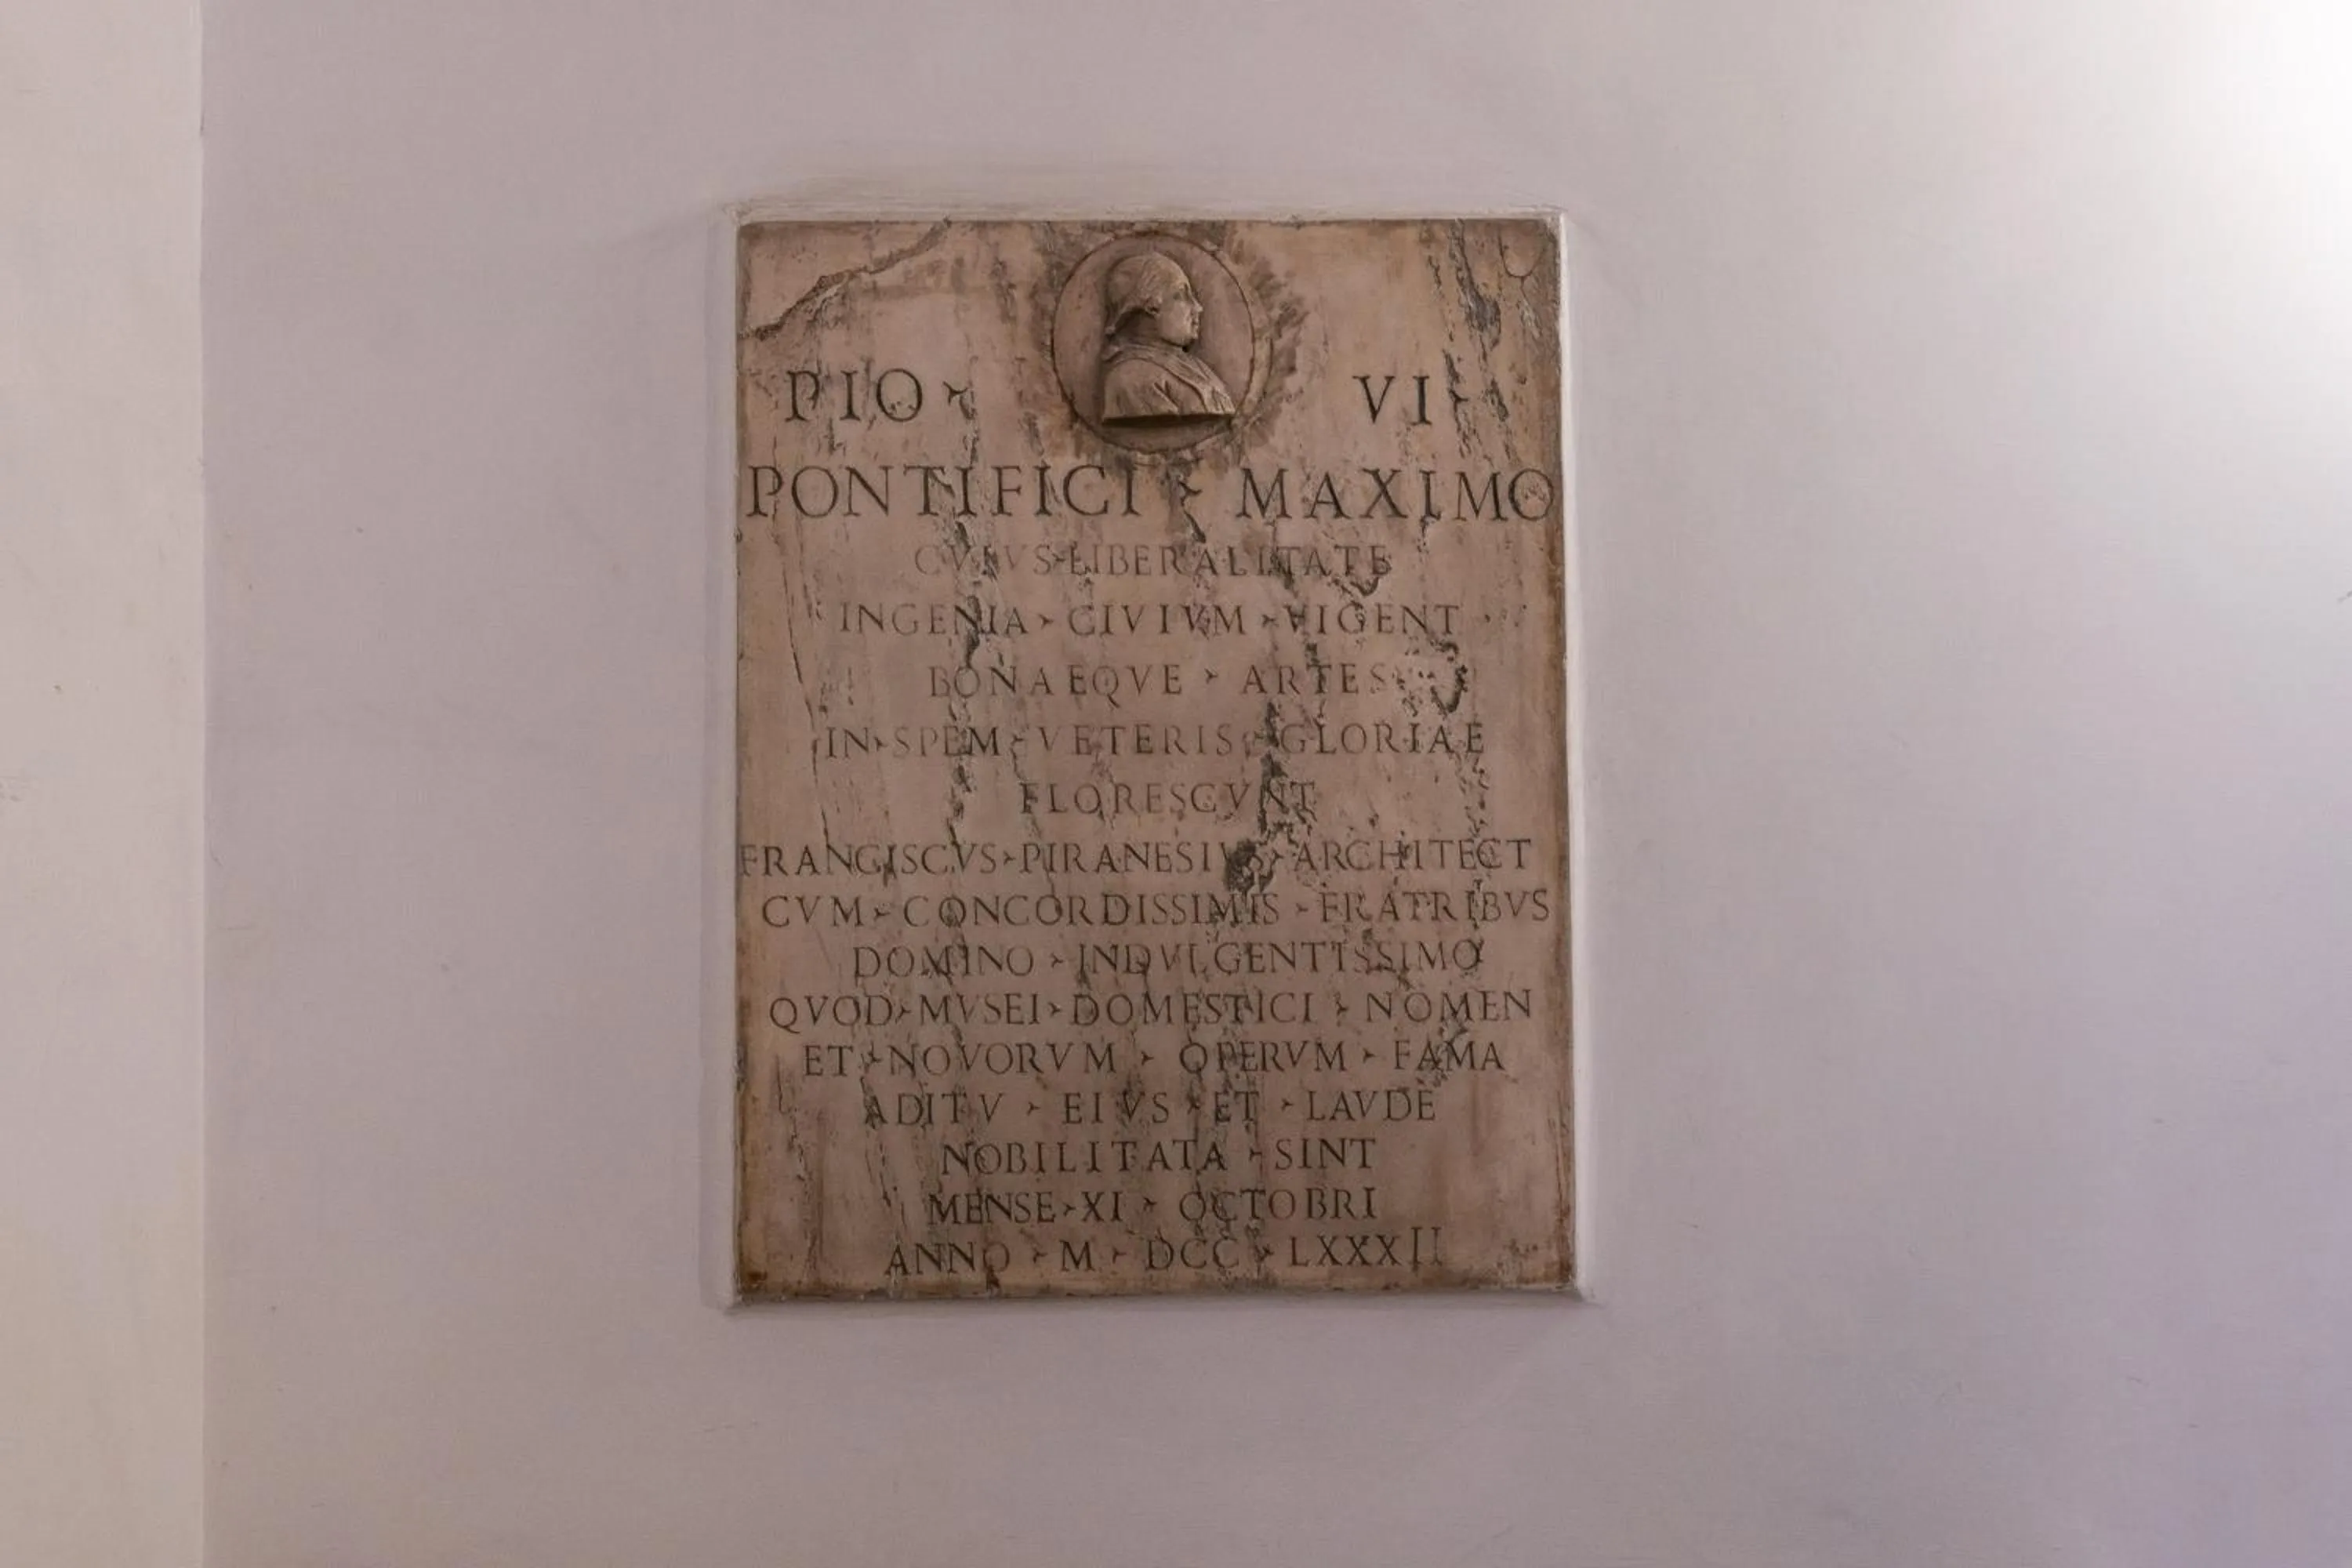 PIO VI
PONTIFICI MAXIMO
CVIVS LIBERALITATE
INGENIA CIVIVM VIGENT
BONAEQVE ARTES
IN SPEM VETERIS GLORIAE
FLORESCVNT
FRANCISCVS PIRANESIVS ARCHITECT
CVM CONCORDISSIMIS FRATRIBVS
DOMINO INDVLGENTISSIMO
QVOD MVSEI DOMESTICI NOMEN
ET NOVORVM OPERVM FAMA
ADITV EIVS ET LAVDE
NOBILITATA SINT
MENSE XI OCTOBRI
ANNO M DCC LXXXII